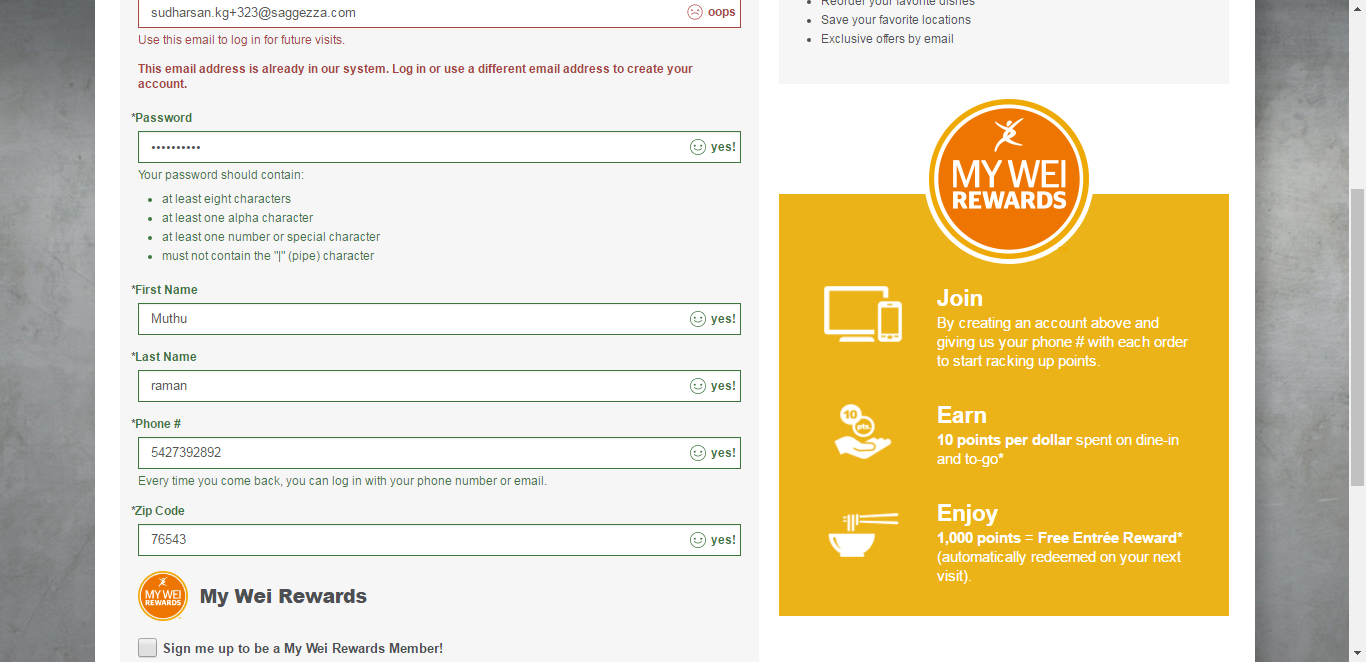 sudharsan.kg+323@saggezza.com
oops
Use this email to log in for future visits.
This email address is already in our system. Log in or use a different email address to create your
account.
*Password
••••••••••
yes!
Your password should contain:
• at least eight characters
• at least one alpha character
• at least one number or special character
• must not contain the "|" (pipe) character
*First Name
Muthu
yes!
*Last Name
raman
yes!
*Phone #
5427392892
yes!
Every time you come back, you can log in with your phone number or email.
*Zip Code
76543
yes!
MY WEI
REWARDS
My Wei Rewards
Sign me up to be a My Wei Rewards Member!
• Reorder your favorite dishes
• Save your favorite locations
• Exclusive offers by email
MY WEI
REWARDS
Join
By creating an account above and
giving us your phone # with each order
to start racking up points.
10
pts.
Earn
10 points per dollar spent on dine-in
and to-go*
Enjoy
1,000 points = Free Entrée Reward*
(automatically redeemed on your next
visit).